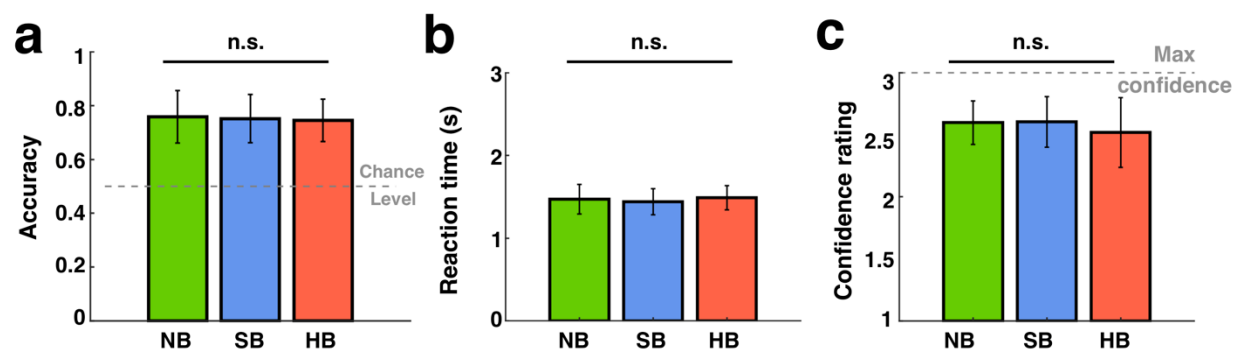 a
n.s.
Accuracy
1
0.8
0.6
0.4
0.2
0
Chance
Level
NB SB HB
b
n.s.
Reaction time (s)
3
2
1
0
NB SB HB
c
n.s.
Max
confidence
Confidence rating
3
2.5
2
1.5
1
NB SB HB